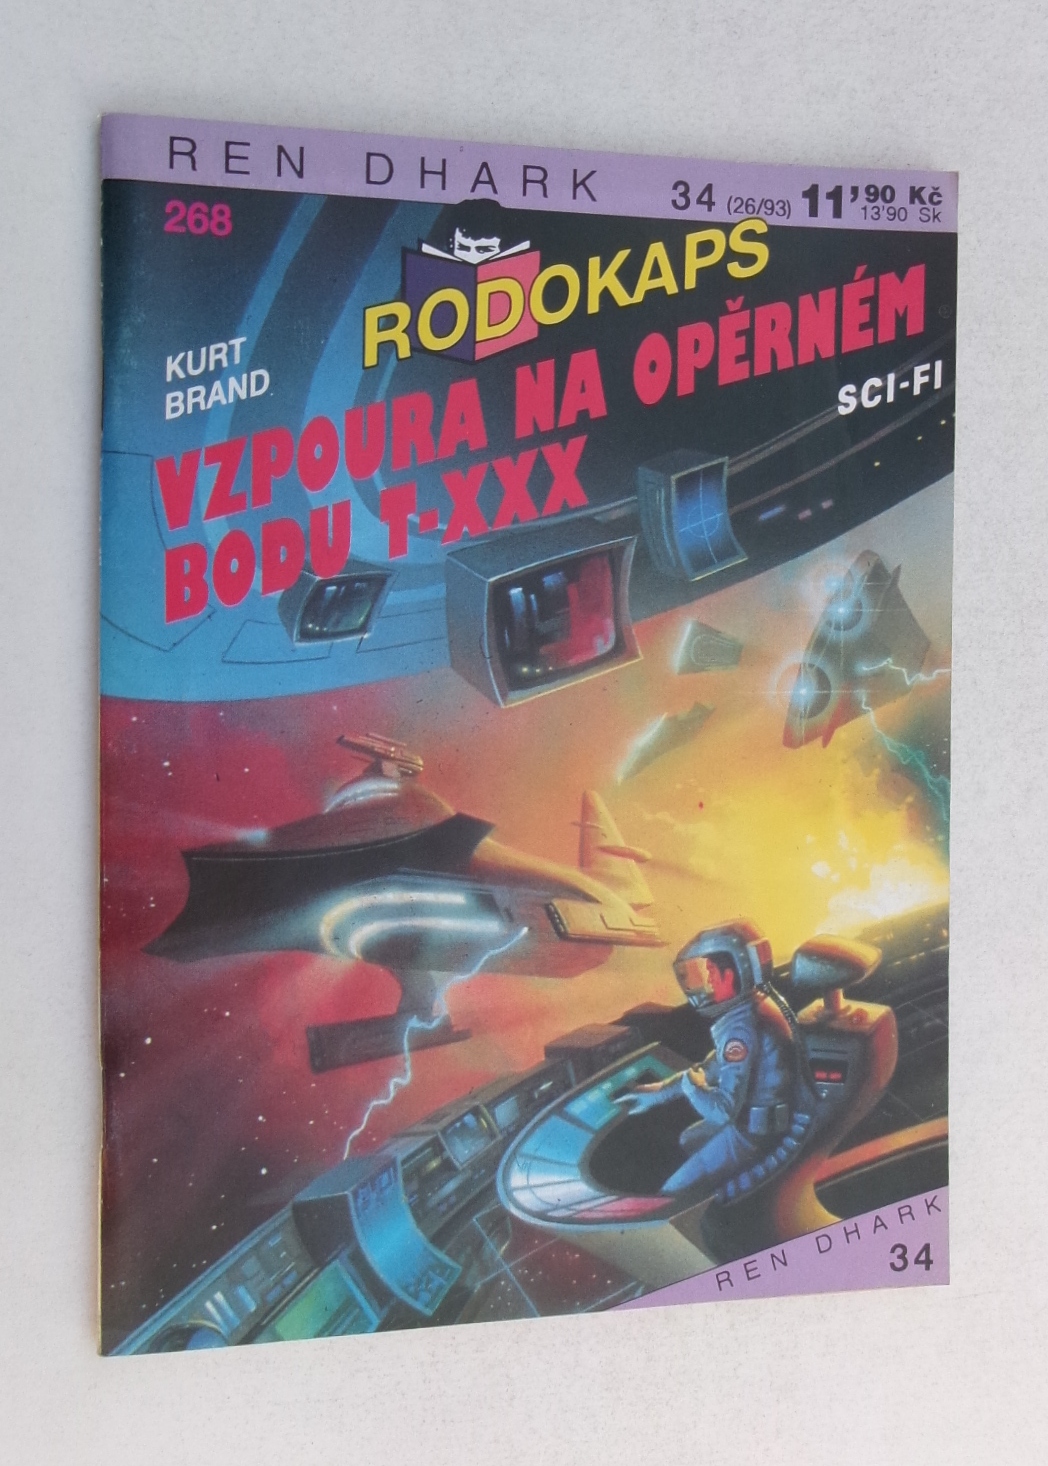 REN DHARK
34 (26/93) 11’90 Kč
13'90 Sk
268
RODOKAPS
KURT
BRAND
VZPOURA NA OPĚRNÉM
BODU T-XXX
SCI-FI
REN DHARK
34